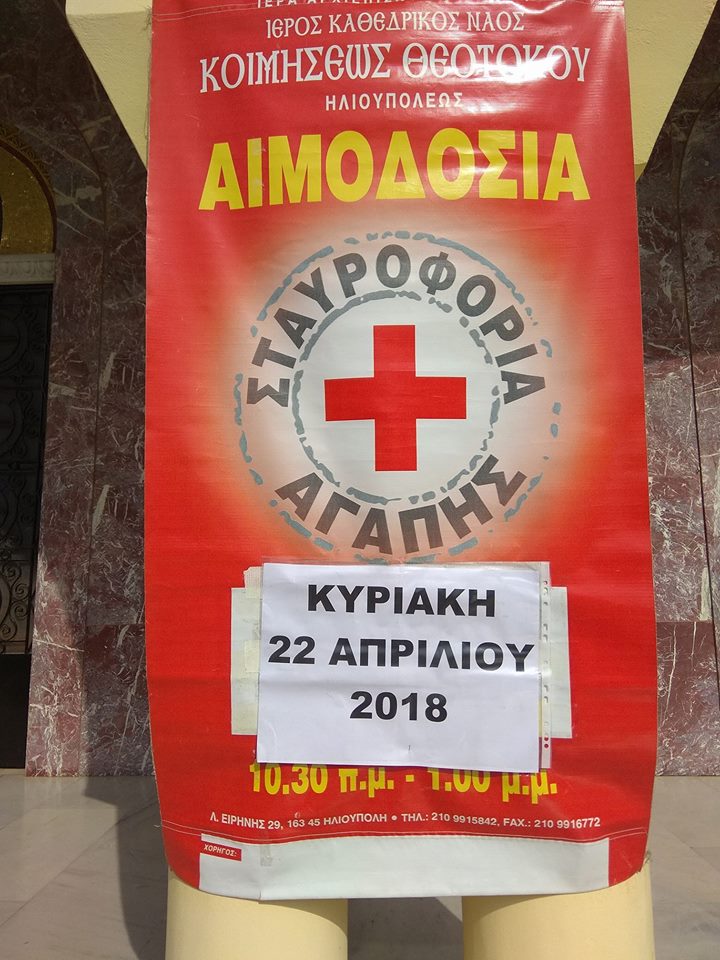 ΙΕΡΟΣ ΚΑΘΕΔΡΙΚΟΣ ΝΑΟΣ
ΚΟΙΜΗΣΕΩΣ ΘΕΟΤΟΚΟΥ
ΗΛΙΟΥΠΟΛΕΩΣ
ΑΙΜΟΔΟΣΙΑ
ΣΤΑΥΡΟΦΟΡΙΑ
ΑΓΑΠΗΣ
ΚΥΡΙΑΚΗ
22 ΑΠΡΙΛΙΟΥ
2018
10.30 π.μ. - 1.00 μ.μ.
Λ. ΕΙΡΗΝΗΣ 29, 163 45 ΗΛΙΟΥΠΟΛΗ • ΤΗΛ.: 210 9915842, FAX.: 210 9916772
ΧΟΡΗΓΟΣ: